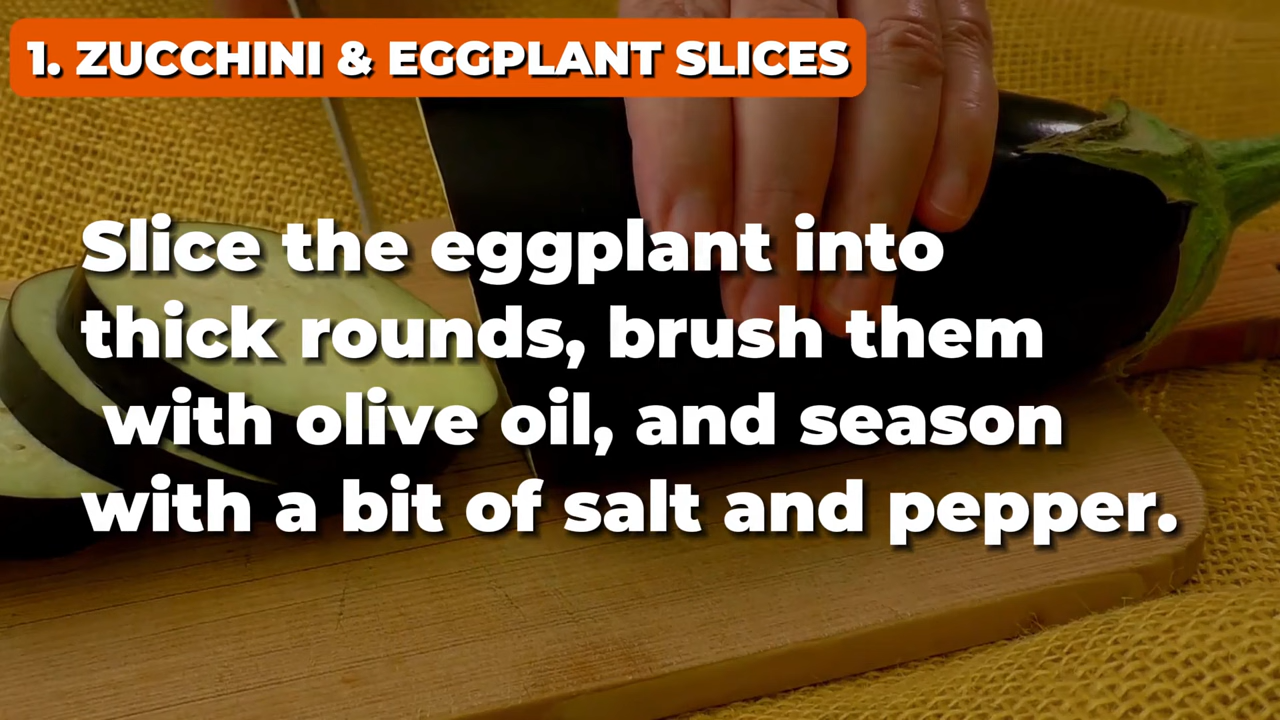 1. ZUCCHINI & EGGPLANT SLICES
Slice the eggplant into
thick rounds, brush them
with olive oil, and season
with a bit of salt and pepper.